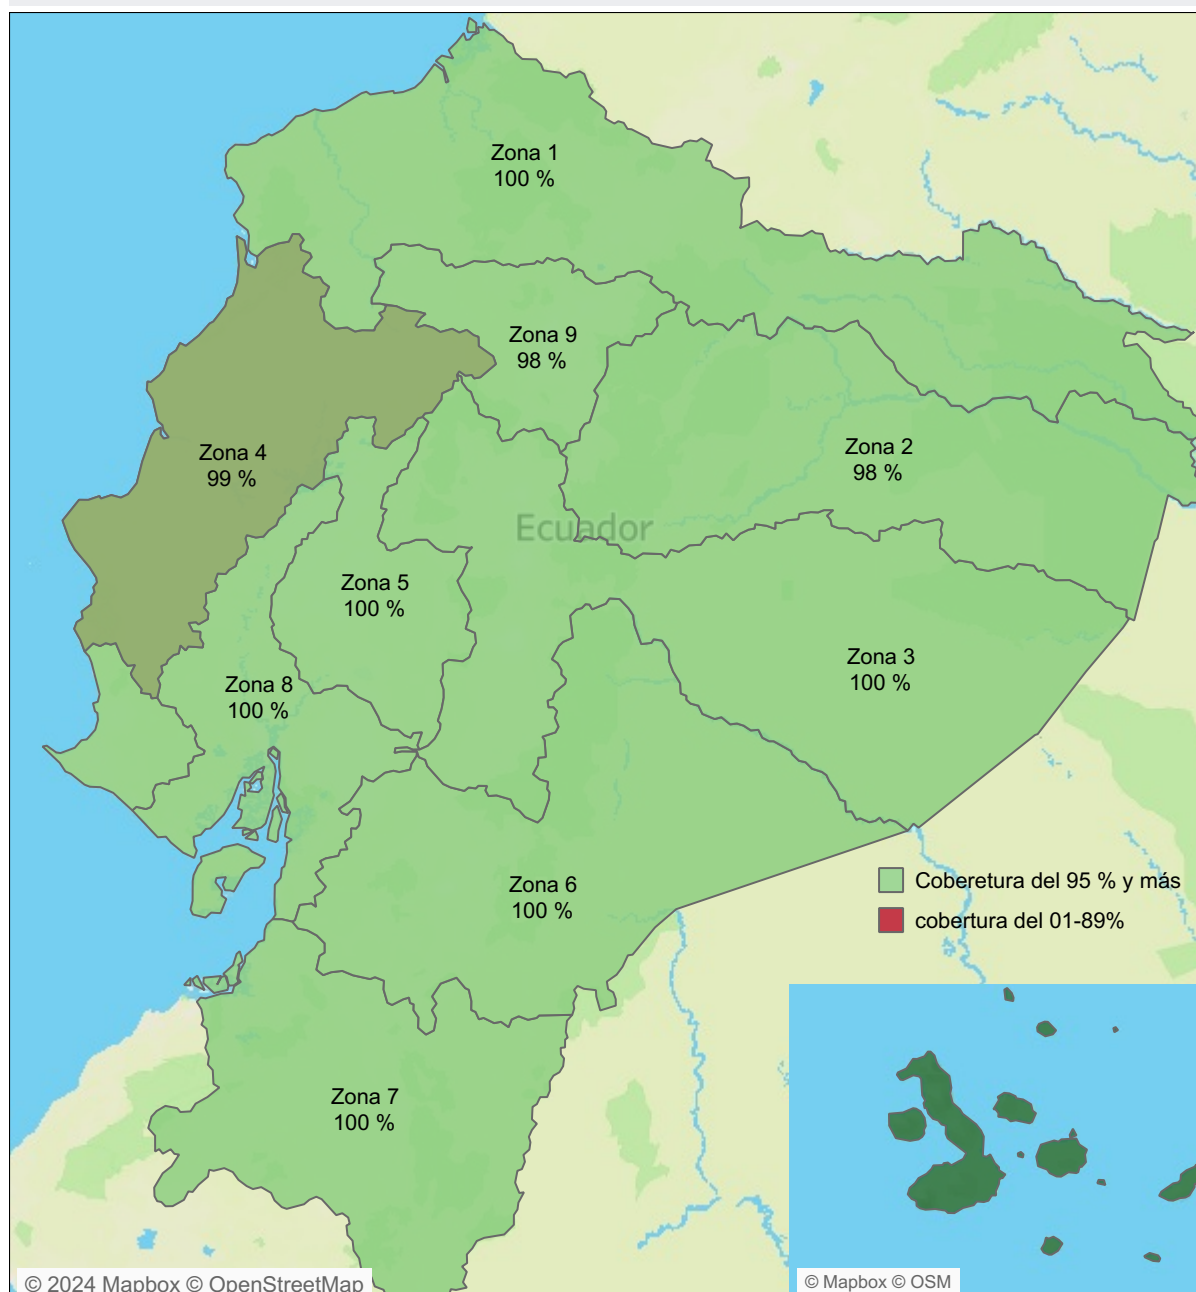 Zona 1
100 %
Zona 9
98 %
Zona 4
99 %
Zona 2
98 %
Ecuador
Zona 5
100 %
Zona 3
100 %
Zona 8
100 %
Zona 6
100 %
Coberetura del 95 % y más
cobertura del 01-89%
Zona 7
100 %
© 2024 Mapbox © OpenStreetMap
© Mapbox © OSM